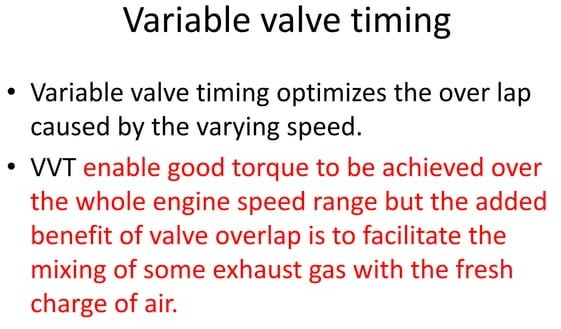 Variable valve timing
• Variable valve timing optimizes the over lap
caused by the varying speed.
• VVT enable good torque to be achieved over
the whole engine speed range but the added
benefit of valve overlap is to facilitate the
mixing of some exhaust gas with the fresh
charge of air.